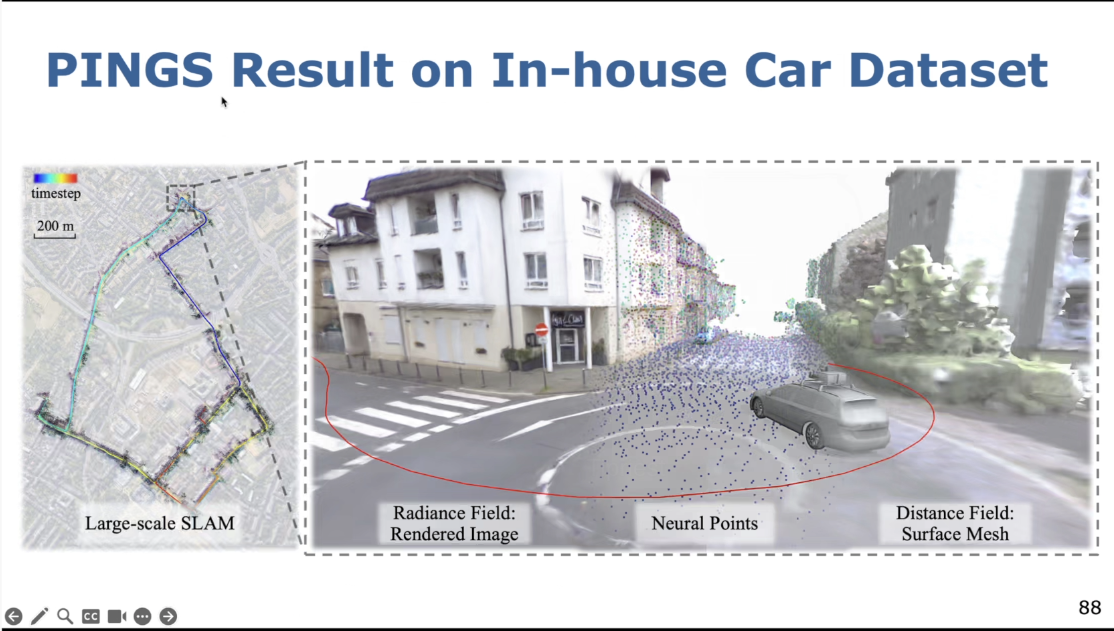 PINGS Result on In-house Car Dataset
timestep
200 m
Large-scale SLAM
Radiance Field:
Rendered Image
Neural Points
Distance Field:
Surface Mesh
CC
88